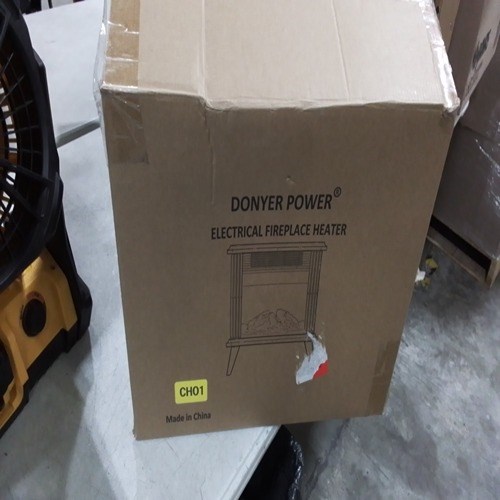 DONYER POWER®
ELECTRICAL FIREPLACE HEATER
CH01
Made in China